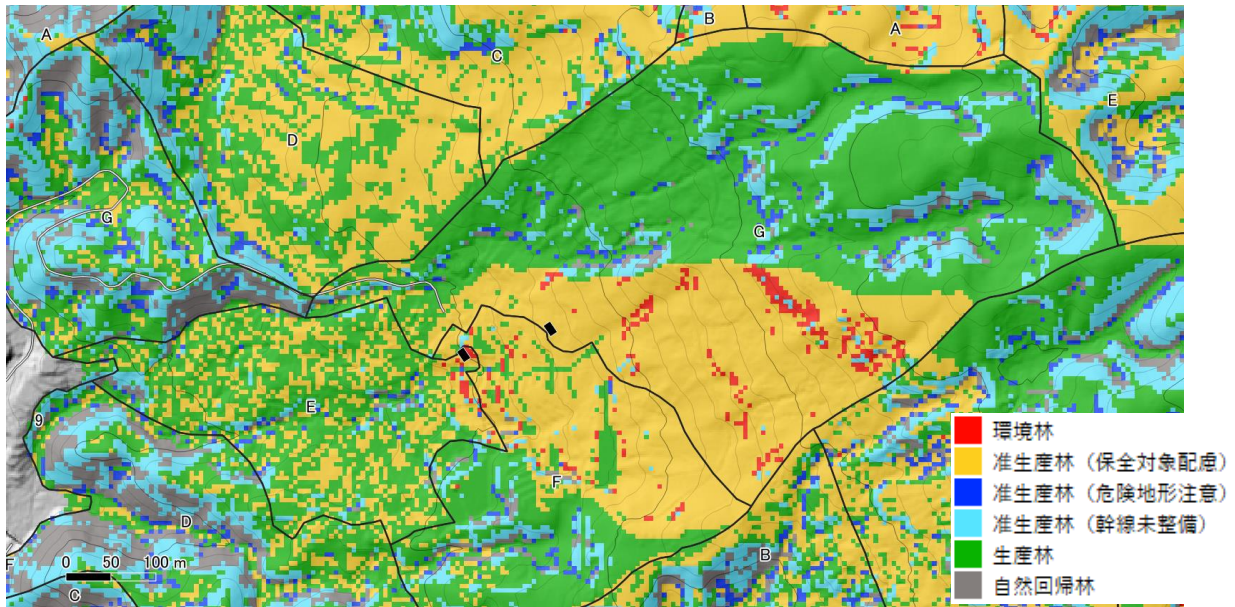 A
B
A
C
E
D
G
G
E
9
F
D
B
F
0 50 100 m
C
環境林
准生産林（保全対象配慮）
准生産林（危険地形注意）
准生産林（幹線未整備）
生産林
自然回帰林